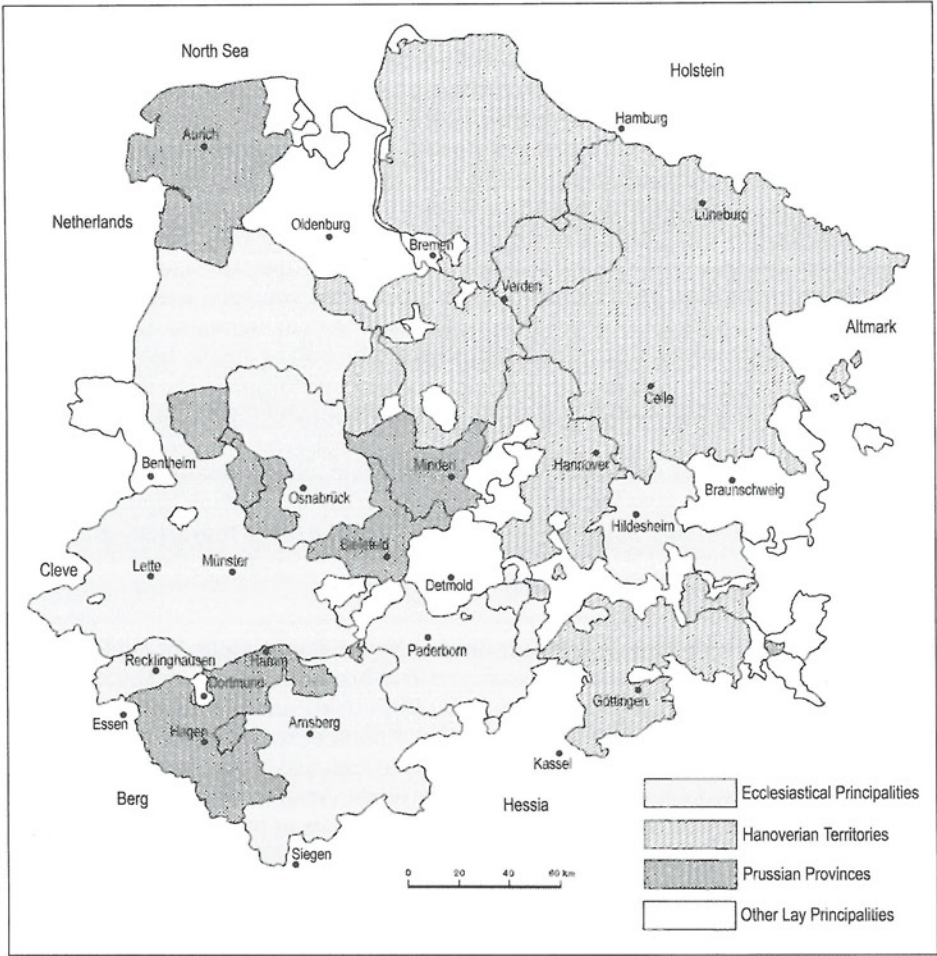 North Sea
Holstein
Hamburg
Aurich
Lüneburg
Netherlands
Oldenburg
Bremen
Verden
Altmark
Celle
Bentheim
Minden
Hannover
Osnabrück
Braunschweig
Hildesheim
Bielefeld
Cleve
Lette
Münster
Detmold
Paderborn
Recklinghausen
Hamm
Dortmund
Göttingen
Essen
Hagen
Arnsberg
Kassel
Berg
Hessia
Siegen
0 20 40 60 km
Ecclesiastical Principalities
Hanoverian Territories
Prussian Provinces
Other Lay Principalities